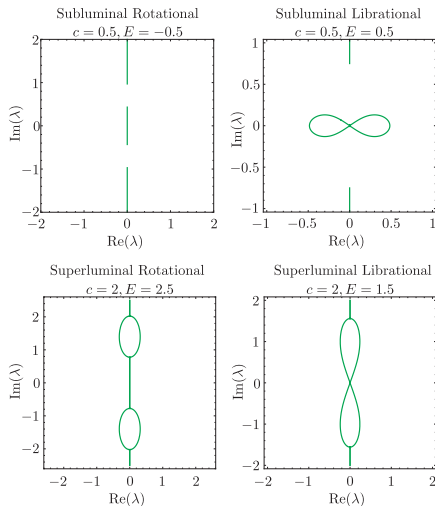 Subluminal Rotational
c = 0.5, E = −0.5
2
1
0
−1
−2
Im(λ)
−2 −1 0 1 2
Re(λ)
Subluminal Librational
c = 0.5, E = 0.5
1
0.5
0
−0.5
−1
Im(λ)
−1 −0.5 0 0.5 1
Re(λ)
Superluminal Rotational
c = 2, E = 2.5
2
1
0
−1
−2
Im(λ)
−2 −1 0 1 2
Re(λ)
Superluminal Librational
c = 2, E = 1.5
2
1
0
−1
−2
Im(λ)
−2 −1 0 1 2
Re(λ)